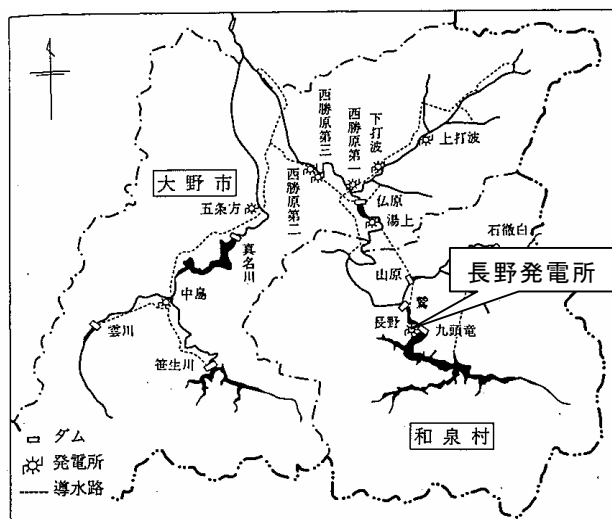 西勝原第三
西勝原第一
下打波
上打波
大野市
西勝原第二
仏原
五条方
湯上
石徹白
真名川
山原
長野発電所
鷲
中島
長野
九頭竜
雲川
笹生川
和泉村
ダム
発電所
導水路